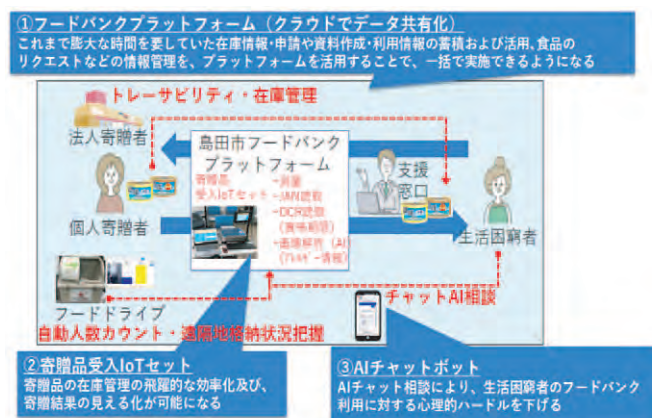 ①フードバンクプラットフォーム（クラウドでデータ共有化）
これまで膨大な時間を要していた在庫情報・申請や資料作成・利用情報の蓄積および活用、食品の
リクエストなどの情報管理を、プラットフォームを活用することで、一括で実施できるようになる
トレーサビリティ・在庫管理
法人寄贈者
島田市フードバンク
プラットフォーム
寄贈品
受入IoTセット
-測量
-JAN読取
-OCR読取
(賞味期限)
-画像解析（AI
(ｱﾚﾙｷﾞｰ情報)
支援
窓口
個人寄贈者
生活困窮者
フードドライブ
自動人数カウント・遠隔地格納状況把握
チャットAI相談
②寄贈品受入IoTセット
寄贈品の在庫管理の飛躍的な効率化及び、
寄贈結果の見える化が可能になる
③AIチャットボット
AIチャット相談により、生活困窮者のフードバンク
利用に対する心理的ハードルを下げる